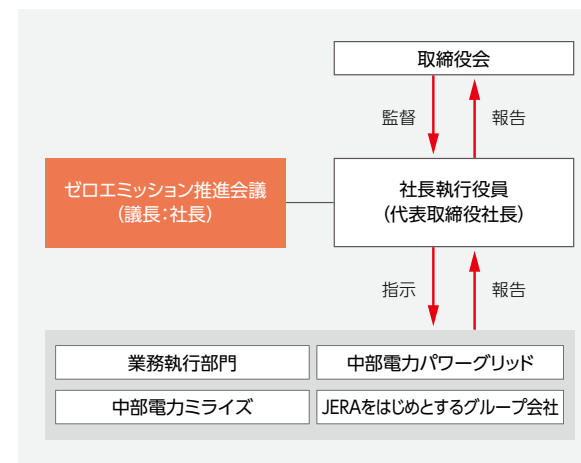 取締役会
監督
報告
ゼロエミッション推進会議
(議長:社長)
社長執行役員
(代表取締役社長)
指示
報告
業務執行部門
中部電力パワーグリッド
中部電力ミライズ
JERAをはじめとするグループ会社